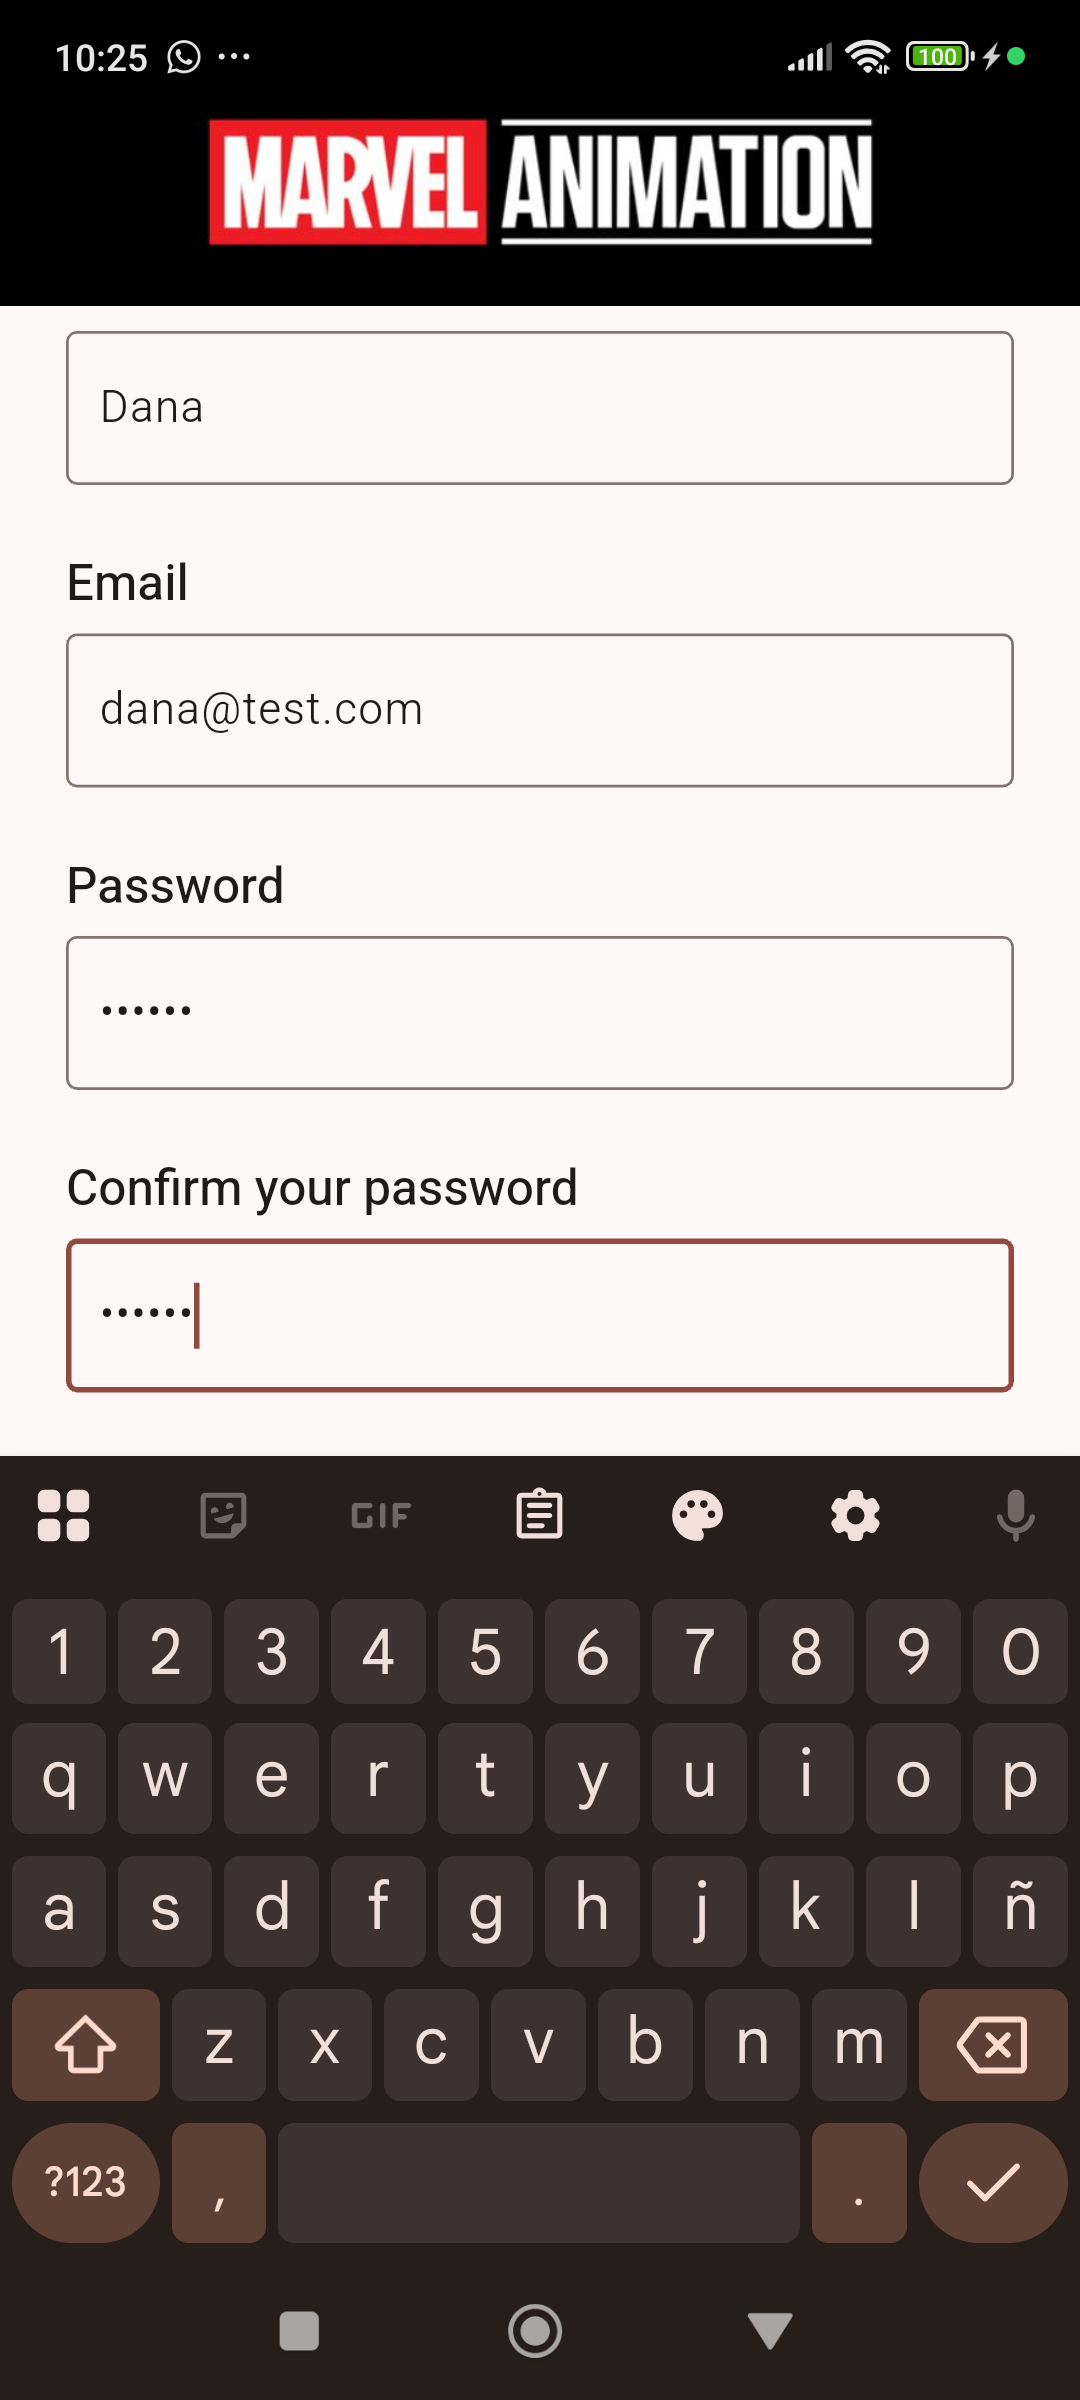 10:25
100
MARVEL ANIMATION
Dana
Email
dana@test.com
Password
••••••
Confirm your password
••••••
GIF
1 2 3 4 5 6 7 8 9 0
q w e r t y u i o p
a s d f g h j k l ñ
z x c v b n m
?123 , .